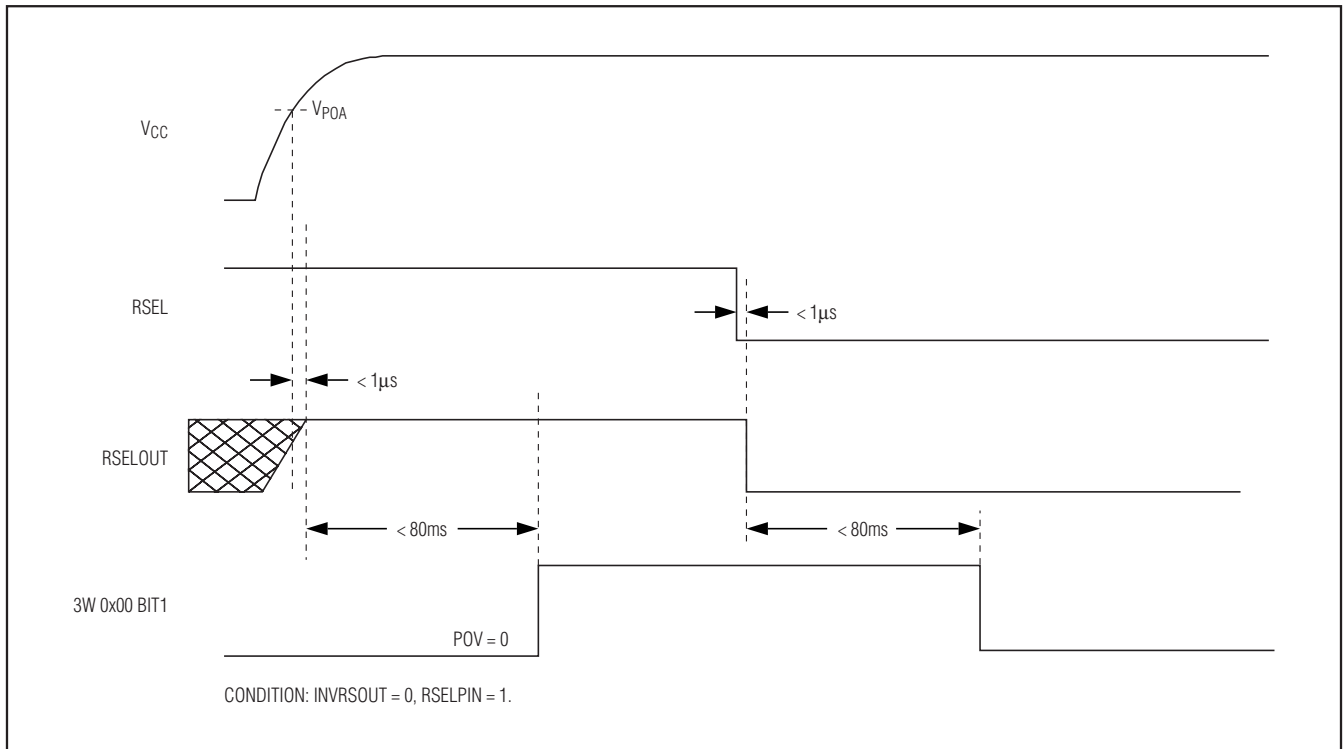 V_POA
V_CC
RSEL
< 1μs
< 1μs
RSELOUT
< 80ms
< 80ms
3W 0x00 BIT1
POV = 0
CONDITION: INVRSOUT = 0, RSELPIN = 1.